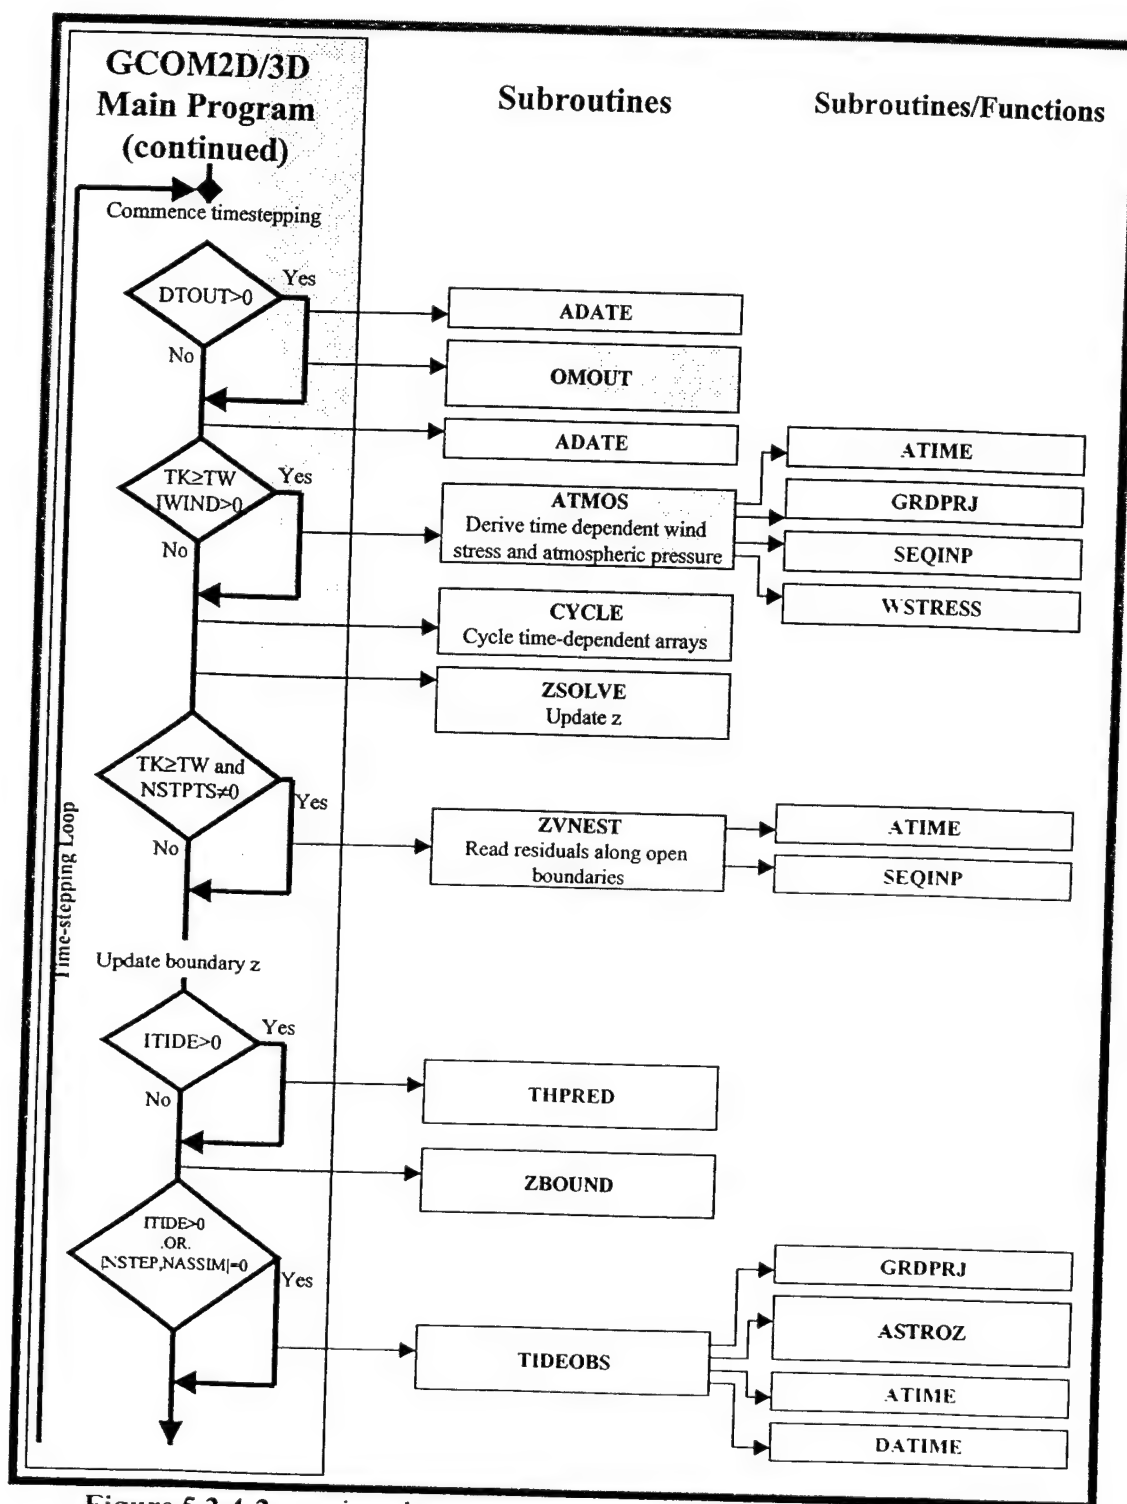 GCOM2D/3D
Main Program
(continued)
Subroutines
Subroutines/Functions
Commence timestepping
DTOUT>0
Yes
No
ADATE
OMOUT
ADATE
TK≥TW
IWIND>0
Yes
No
ATMOS
Derive time dependent wind
stress and atmospheric pressure
ATIME
GRDPRJ
SEQINP
WSTRESS
CYCLE
Cycle time-dependent arrays
ZSOLVE
Update z
TK≥TW and
NSTPTS≠0
Yes
No
ZVNEST
Read residuals along open
boundaries
ATIME
SEQINP
Time-stepping Loop
Update boundary z
ITIDE>0
Yes
No
THPRED
ZBOUND
ITIDE>0
.OR.
[NSTEP,NASSIM]=0
Yes
TIDEOBS
GRDPRJ
ASTROZ
ATIME
DATIME